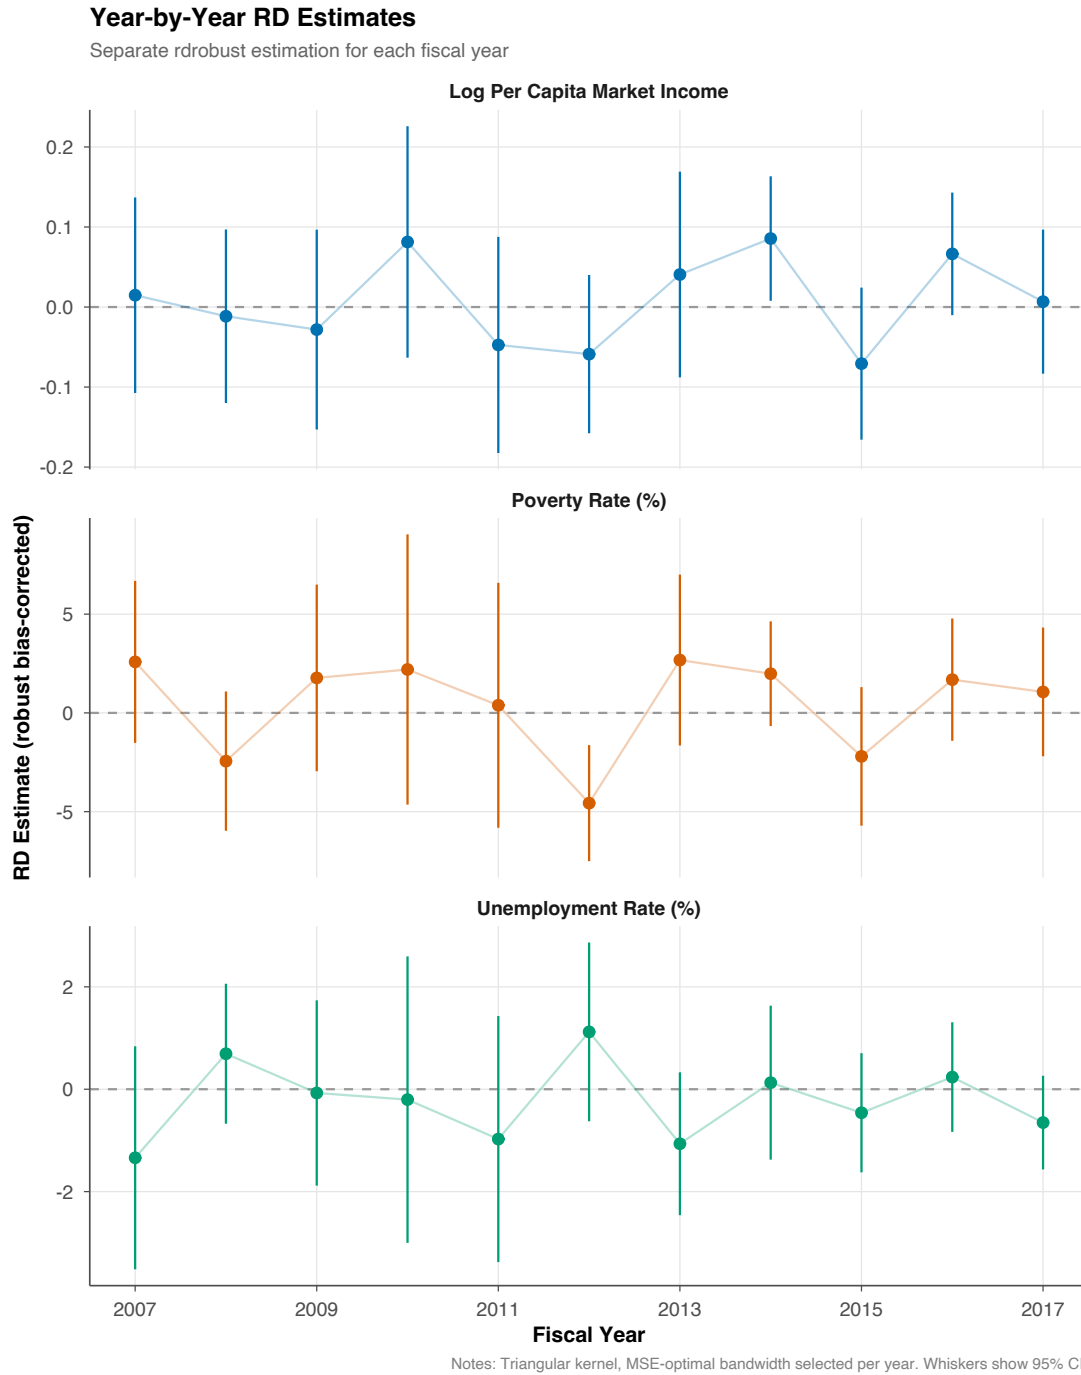 Year-by-Year RD Estimates
Separate rdrobust estimation for each fiscal year
Log Per Capita Market Income
0.2
0.1
0.0
-0.1
-0.2
Poverty Rate (%)
5
0
-5
RD Estimate (robust bias-corrected)
Unemployment Rate (%)
2
0
-2
2007 2009 2011 2013 2015 2017
Fiscal Year
Notes: Triangular kernel, MSE-optimal bandwidth selected per year. Whiskers show 95% CI